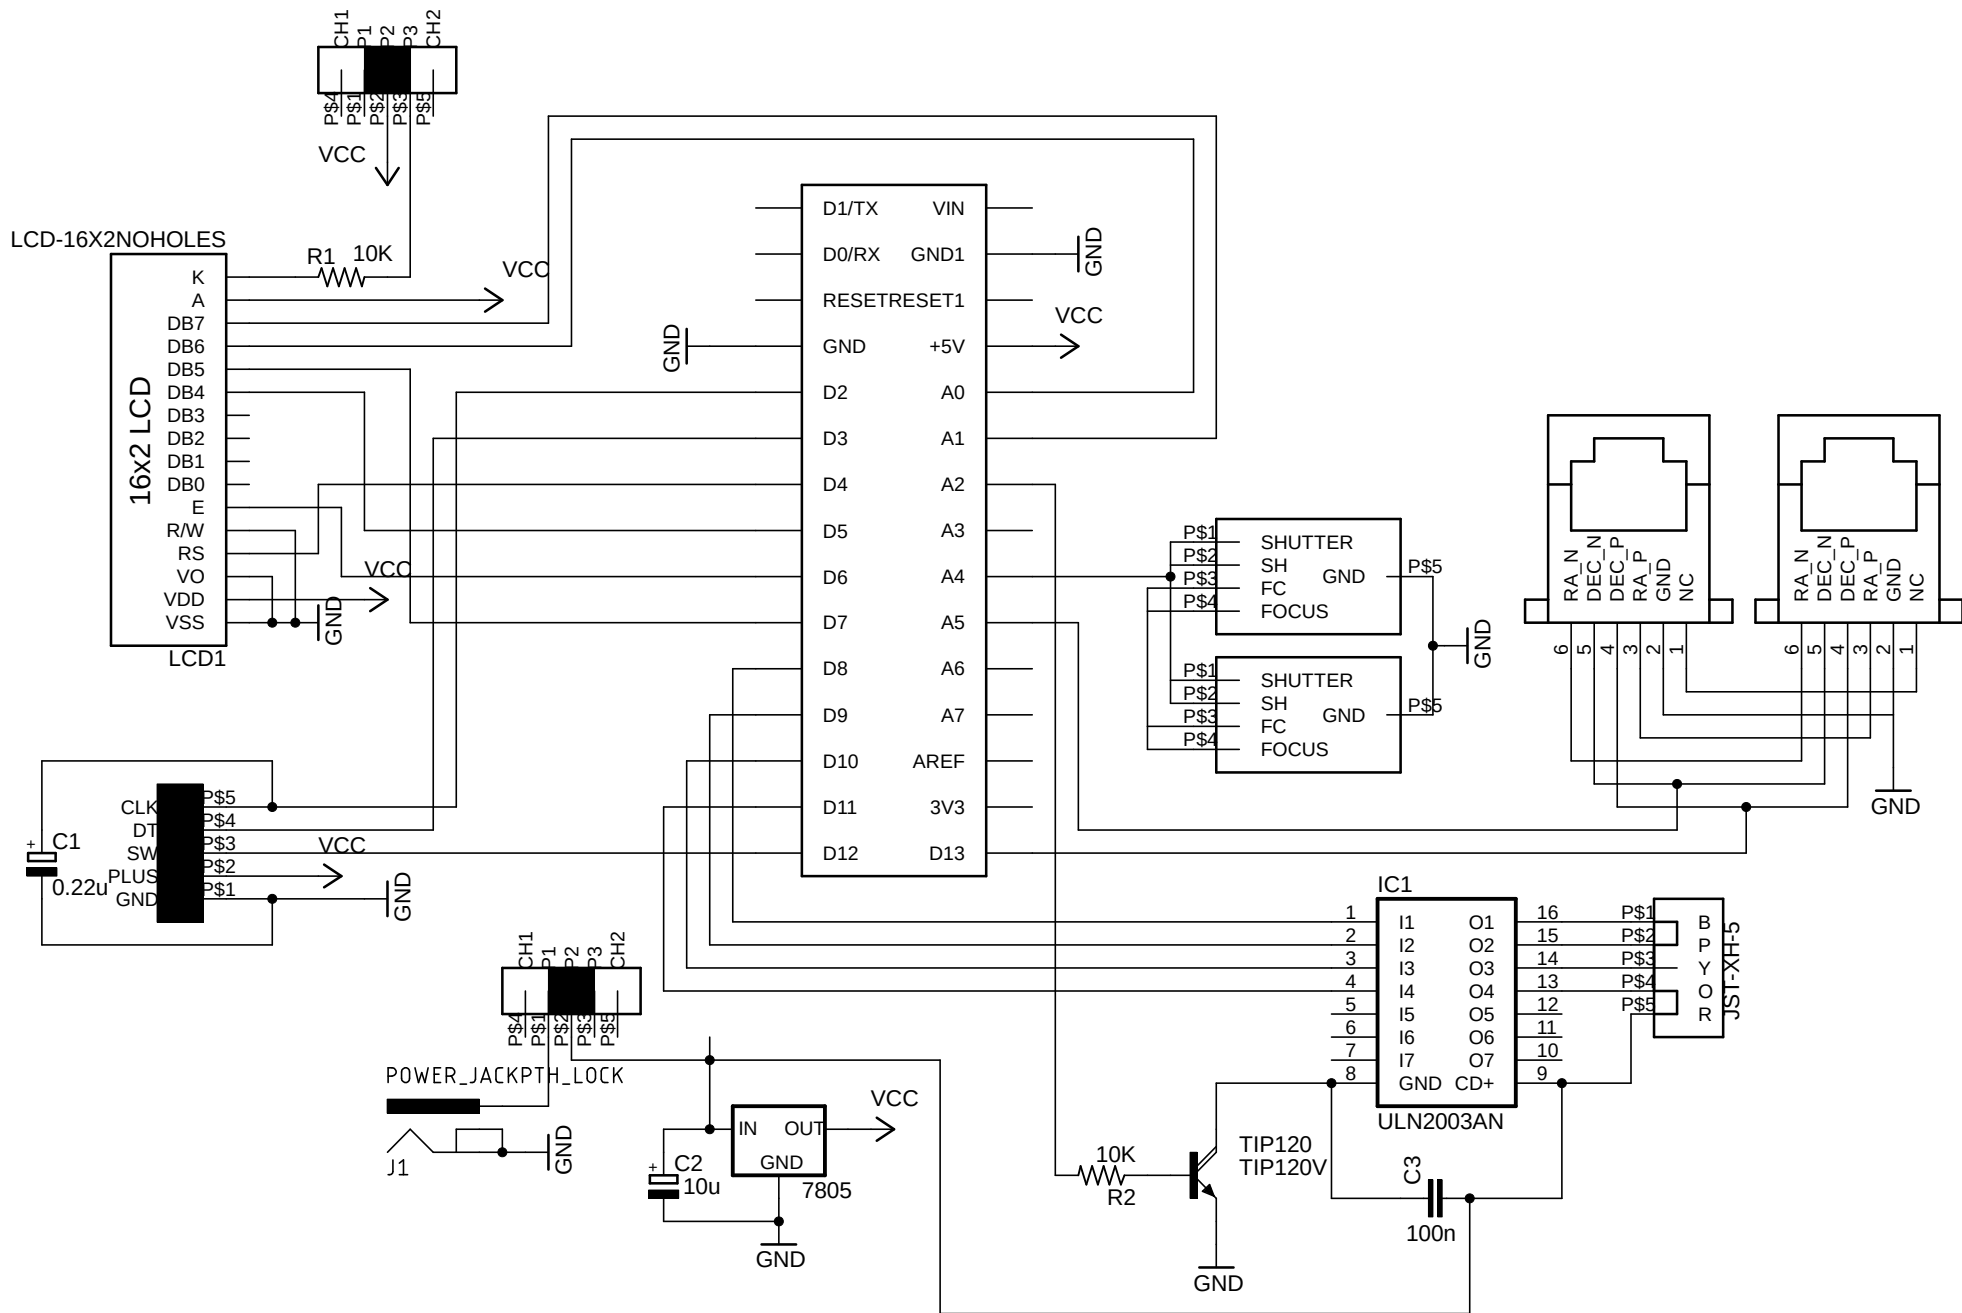 CH1
P1
P2
P3
CH2
P$4
P$1
P$2
P$3
P$5
VCC
LCD-16X2NOHOLES
R1
10K
VCC
K
A
DB7
DB6
DB5
DB4
DB3
DB2
DB1
DB0
E
R/W
RS
VO
VDD
VSS
16x2 LCD
LCD1
VCC
GND
GND
D1/TX
D0/RX
RESET
GND
D2
D3
D4
D5
D6
D7
D8
D9
D10
D11
D12
VIN
GND1
RESET1
+5V
A0
A1
A2
A3
A4
A5
A6
A7
AREF
3V3
D13
GND
VCC
P$1
P$2
P$3
P$4
SHUTTER
SH
FC
FOCUS
GND
P$5
P$1
P$2
P$3
P$4
SHUTTER
SH
FC
FOCUS
GND
P$5
GND
RA_N
DEC_N
DEC_P
RA_P
GND
NC
6
5
4
3
2
1
RA_N
DEC_N
DEC_P
RA_P
GND
NC
6
5
4
3
2
1
GND
+
C1
0.22u
CLK
DT
SW
PLUS
GND
P$5
P$4
P$3
P$2
P$1
VCC
GND
CH1
P1
P2
P3
CH2
P$4
P$1
P$2
P$3
P$5
POWER_JACKPTH_LOCK
J1
GND
+
C2
10u
IN
OUT
GND
7805
VCC
GND
10K
R2
TIP120
TIP120V
GND
C3
100n
IC1
1
2
3
4
5
6
7
8
I1
I2
I3
I4
I5
I6
I7
GND
O1
O2
O3
O4
O5
O6
O7
CD+
16
15
14
13
12
11
10
9
ULN2003AN
P$1
P$2
P$3
P$4
P$5
B
P
Y
O
R
JST-XH-5